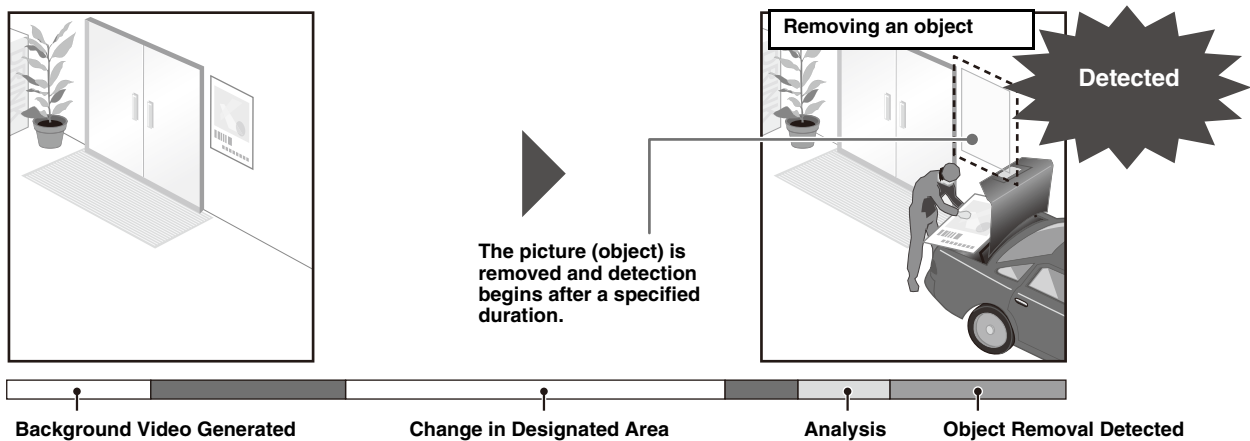 Removing an object
Detected
The picture (object) is
removed and detection
begins after a specified
duration.
Background Video Generated
Change in Designated Area
Analysis
Object Removal Detected